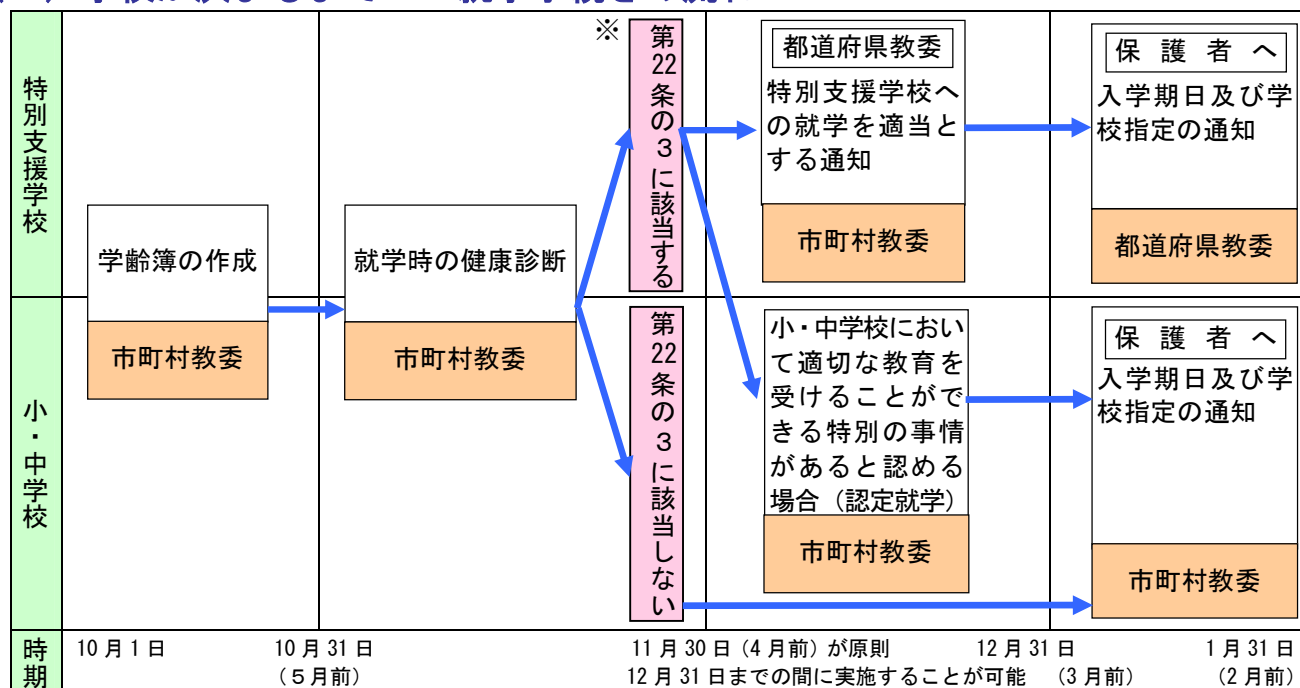 ※
特別支援学校
学齢簿の作成
市町村教委
就学時の健康診断
市町村教委
第22条の３に該当する
都道府県教委
特別支援学校へ
の就学を適当と
する通知
市町村教委
保護者へ
入学期日及び学
校指定の通知
都道府県教委
小・中学校
第22条の３に該当しない
小・中学校におい
て適切な教育を
受けることがで
きる特別の事情
があると認める
場合（認定就学）
市町村教委
保護者へ
入学期日及び学
校指定の通知
市町村教委
時期
10月1日
10月31日
（５月前）
11月30日（4月前）が原則
12月31日までの間に実施することが可能
12月31日
（3月前）
1月31日
（2月前）